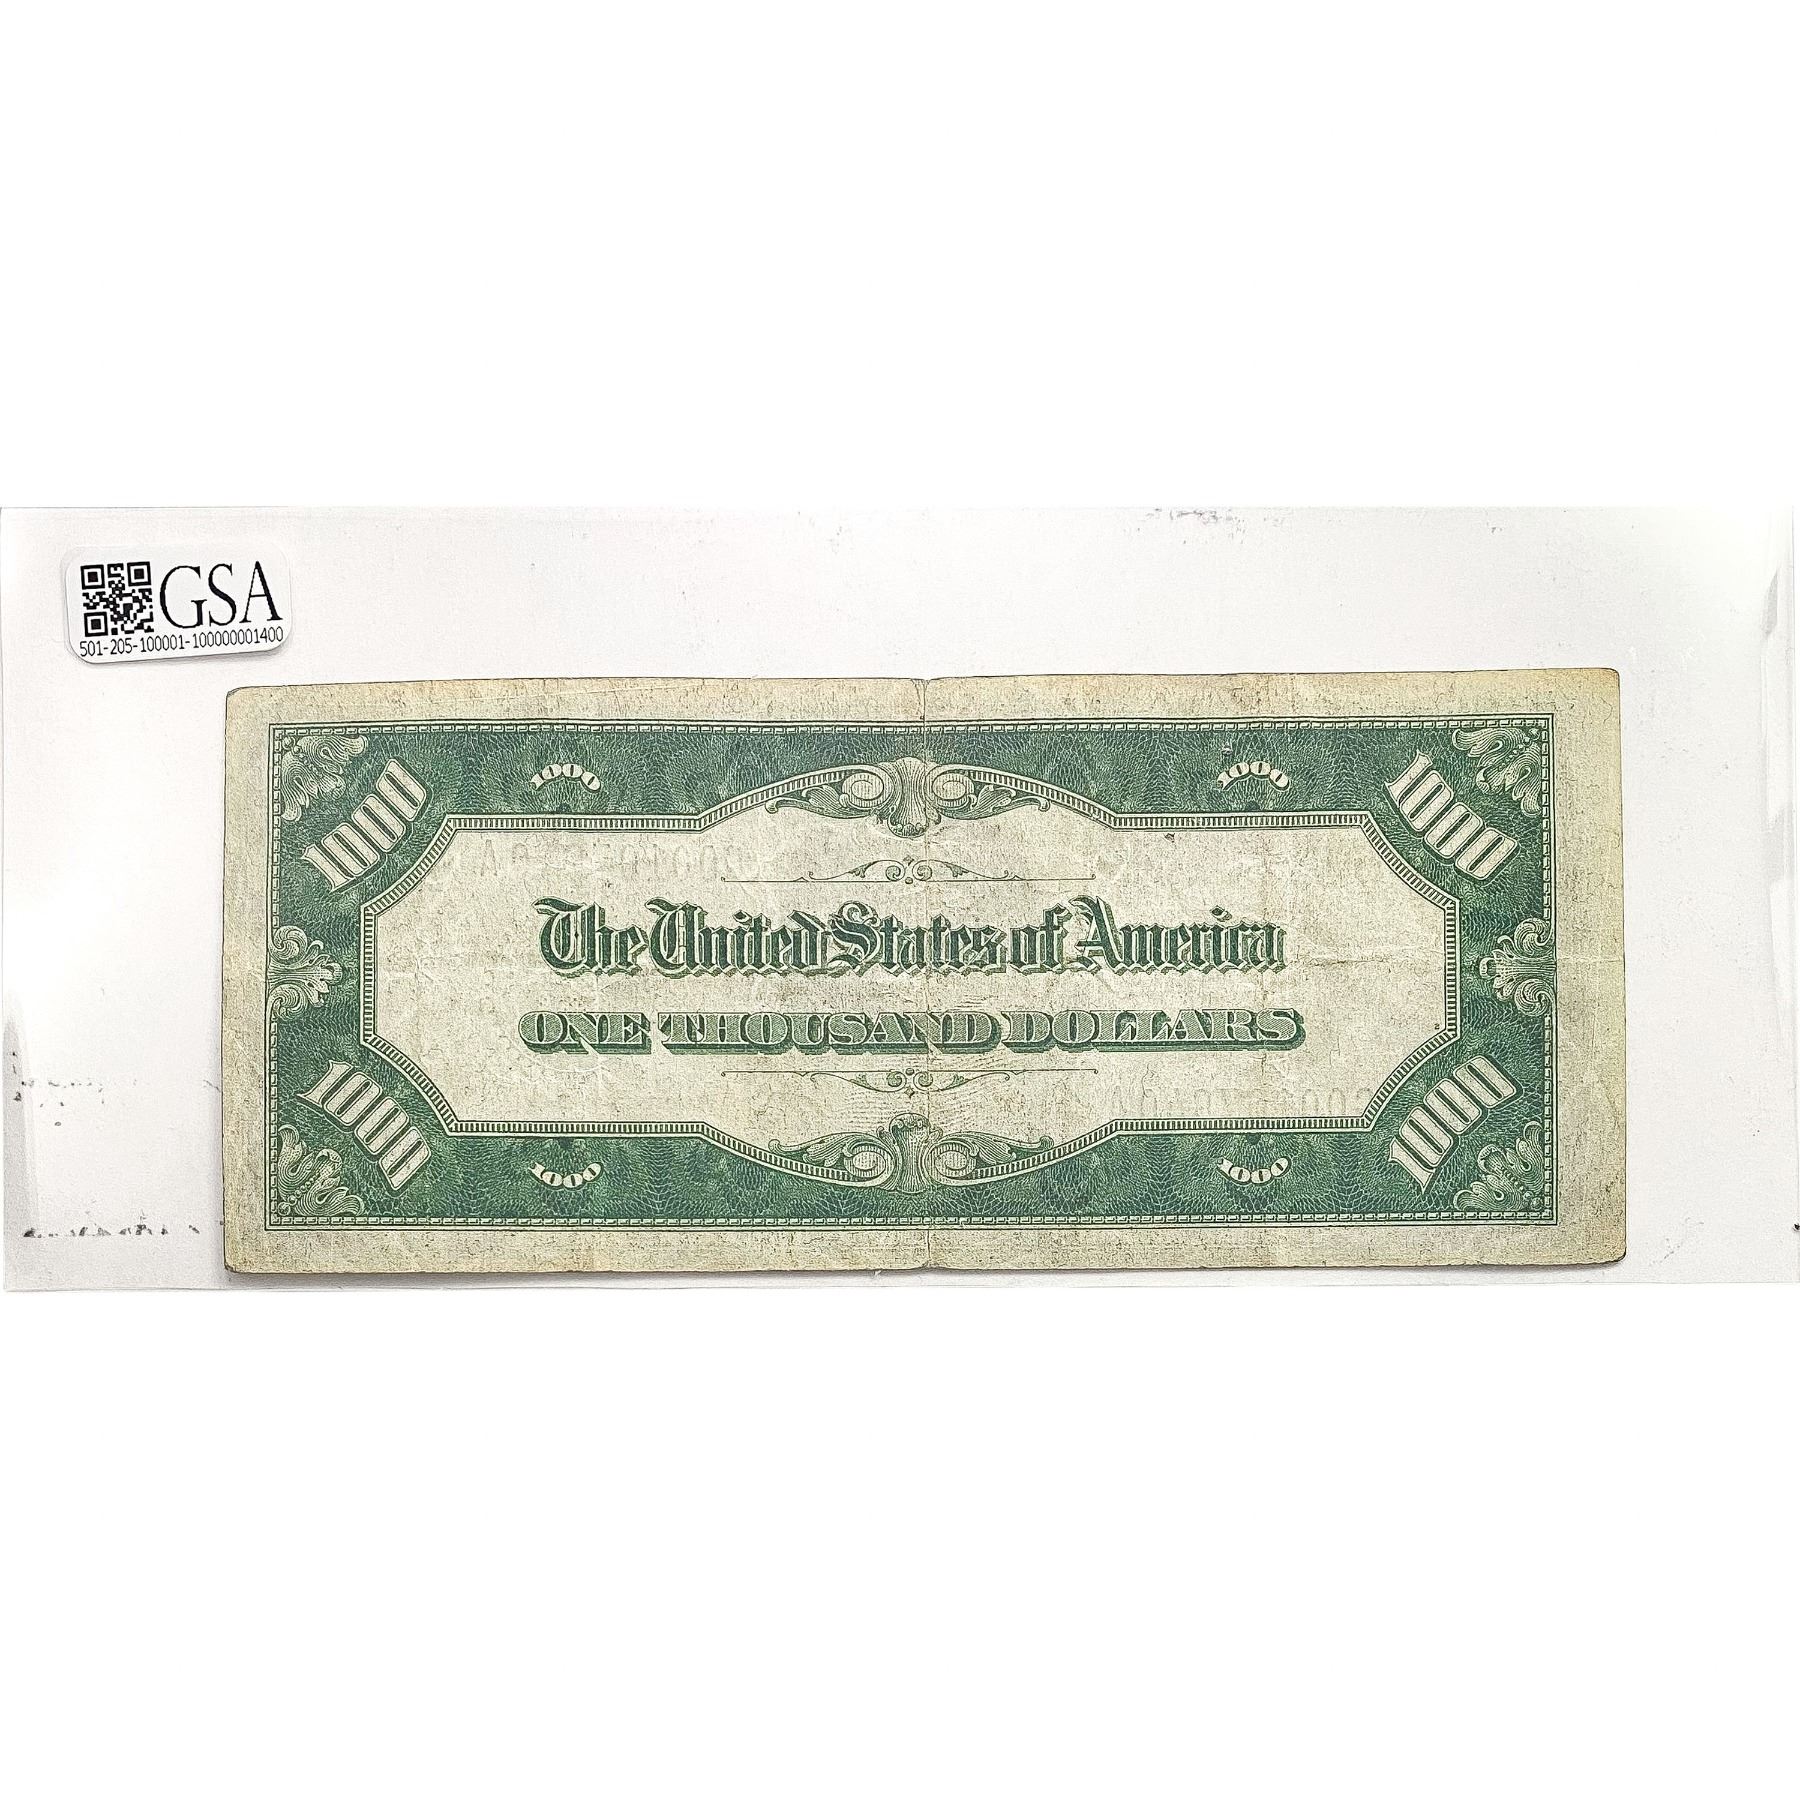 GSA
501-205-100001-100000001400
1000 1000 1000 1000
The United States of America
ONE THOUSAND DOLLARS
1000 1000 1000 1000